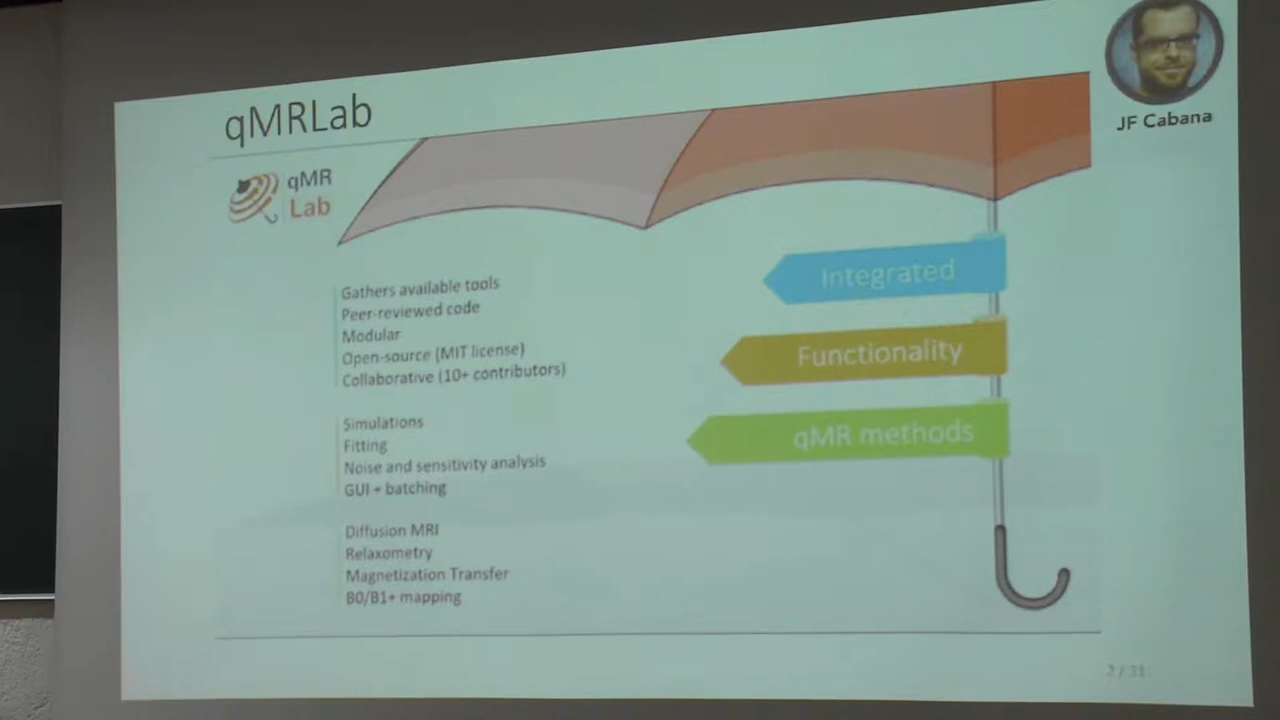 qMRLab
JF Cabana
qMR
Lab
Integrated
Gathers available tools
Peer-reviewed code
Modular
Open-source (MIT license)
Collaborative (10+ contributors)
Functionality
Simulations
Fitting
Noise and sensitivity analysis
GUI + batching
qMR methods
Diffusion MRI
Relaxometry
Magnetization Transfer
B0/B1+ mapping
2 / 31